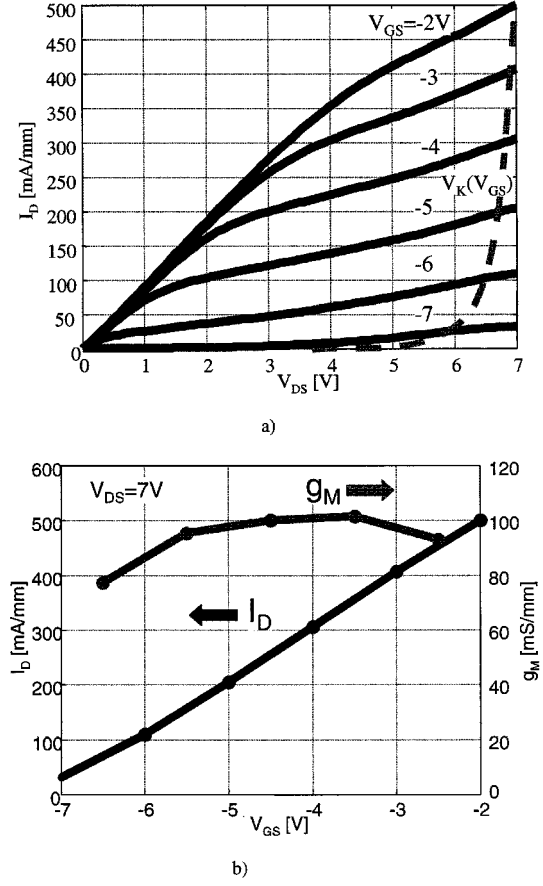 500
450
400
350
300
250
200
150
100
50
0
I_D [mA/mm]
V_GS=-2V
-3
-4
V_K(V_GS)
-5
-6
-7
0 1 2 3 4 5 6 7
V_DS [V]
a)
600
500
400
300
200
100
0
I_D [mA/mm]
V_DS=7V
g_M
I_D
120
100
80
60
40
20
0
g_M [mS/mm]
-7 -6 -5 -4 -3 -2
V_GS [V]
b)